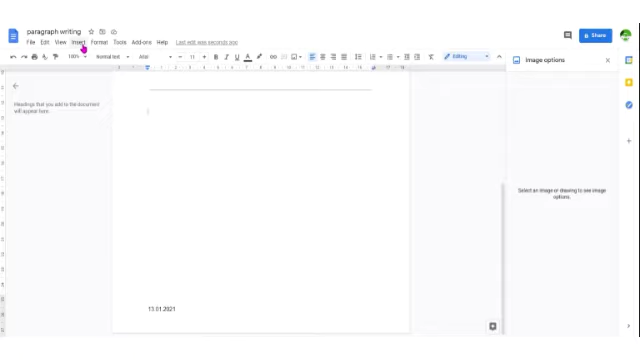 paragraph writing
File Edit View Insert Format Tools Add-ons Help Last edit was seconds ago
Share
100% Normal text Arial 11 Editing
Image options
Headings that you add to the document
will appear here.
Select an image or drawing to see image
options.
13.01.2021